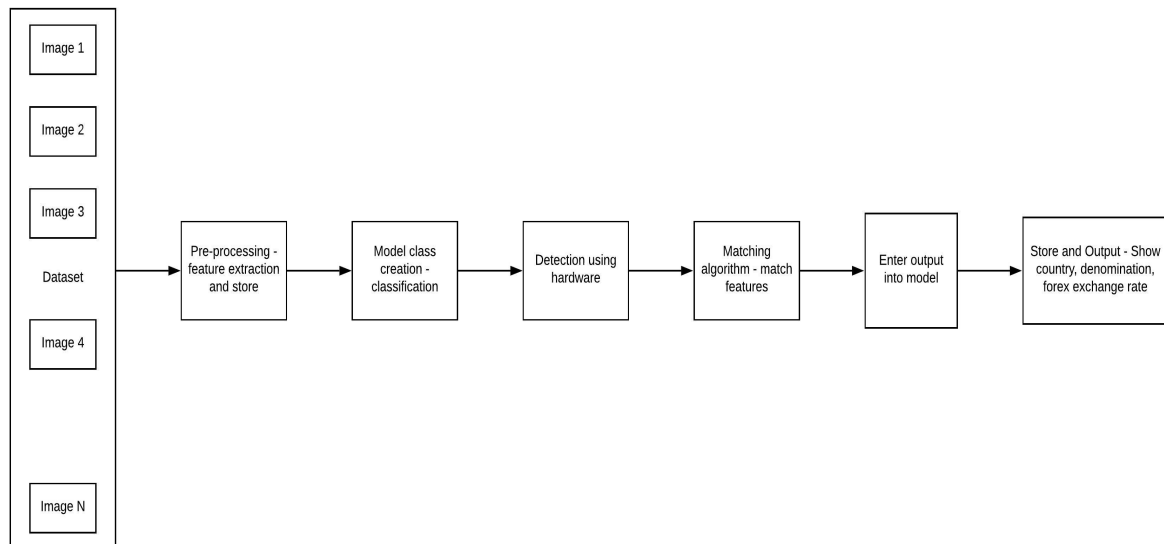 Image 1
Image 2
Image 3
Dataset
Image 4
Image N
Pre-processing -
feature extraction
and store
Model class
creation -
classification
Detection using
hardware
Matching
algorithm - match
features
Enter output
into model
Store and Output - Show
country, denomination,
forex exchange rate